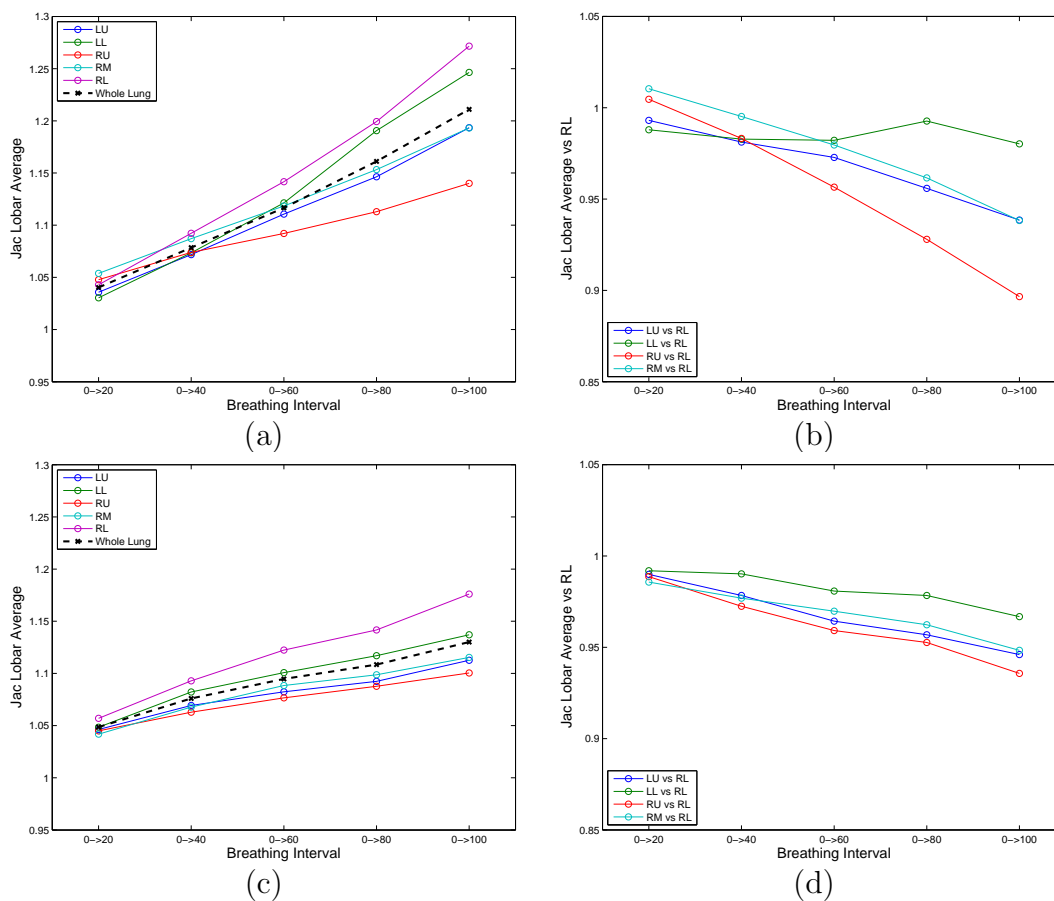 1.3
1.25
1.2
1.15
1.1
1.05
1
0.95
Jac Lobar Average
LU
LL
RU
RM
RL
Whole Lung
0−>20 0−>40 0−>60 0−>80 0−>100
Breathing Interval
(a)
1.05
1
0.95
0.9
0.85
Jac Lobar Average vs RL
LU vs RL
LL vs RL
RU vs RL
RM vs RL
0−>20 0−>40 0−>60 0−>80 0−>100
Breathing Interval
(b)
1.3
1.25
1.2
1.15
1.1
1.05
1
0.95
Jac Lobar Average
LU
LL
RU
RM
RL
Whole Lung
0−>20 0−>40 0−>60 0−>80 0−>100
Breathing Interval
(c)
1.05
1
0.95
0.9
0.85
Jac Lobar Average vs RL
LU vs RL
LL vs RL
RU vs RL
RM vs RL
0−>20 0−>40 0−>60 0−>80 0−>100
Breathing Interval
(d)